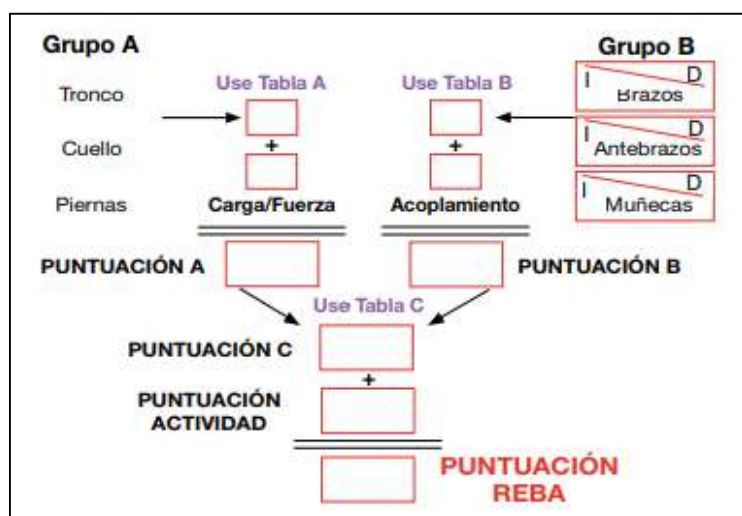 Grupo A
Grupo B
Use Tabla A
Use Tabla B
I D
Brazos
Tronco
+
+
I D
Antebrazos
Cuello
I D
Muñecas
Piernas
Carga/Fuerza
Acoplamiento
PUNTUACIÓN A
PUNTUACIÓN B
Use Tabla C
PUNTUACIÓN C
+
PUNTUACIÓN
ACTIVIDAD
PUNTUACIÓN
REBA